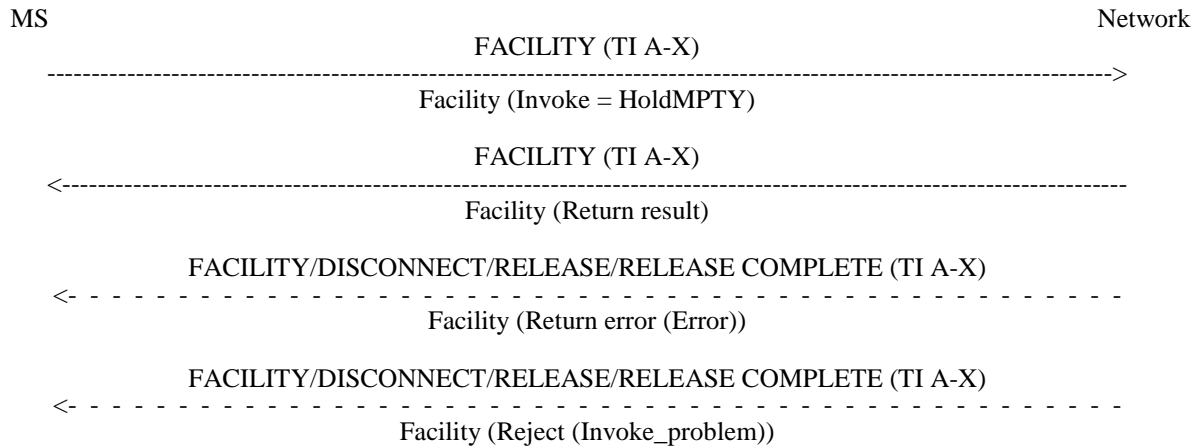 MS Network
FACILITY (TI A-X)
Facility (Invoke = HoldMPTY)
FACILITY (TI A-X)
Facility (Return result)
FACILITY/DISCONNECT/RELEASE/RELEASE COMPLETE (TI A-X)
Facility (Return error (Error))
FACILITY/DISCONNECT/RELEASE/RELEASE COMPLETE (TI A-X)
Facility (Reject (Invoke_problem))